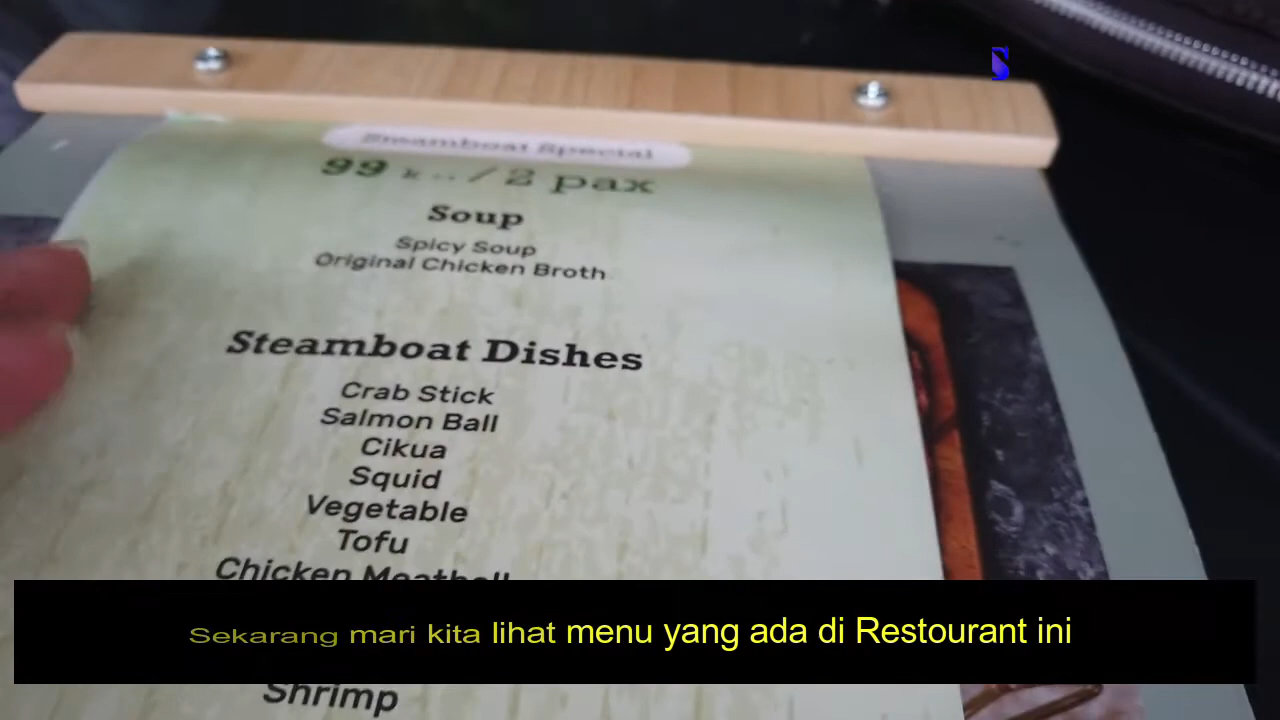 Steamboat Special
99 k / 2 pax
Soup
Spicy Soup
Original Chicken Broth
Steamboat Dishes
Crab Stick
Salmon Ball
Cikua
Squid
Vegetable
Tofu
Chicken Meatball
Sekarang mari kita lihat menu yang ada di Restourant ini
Shrimp